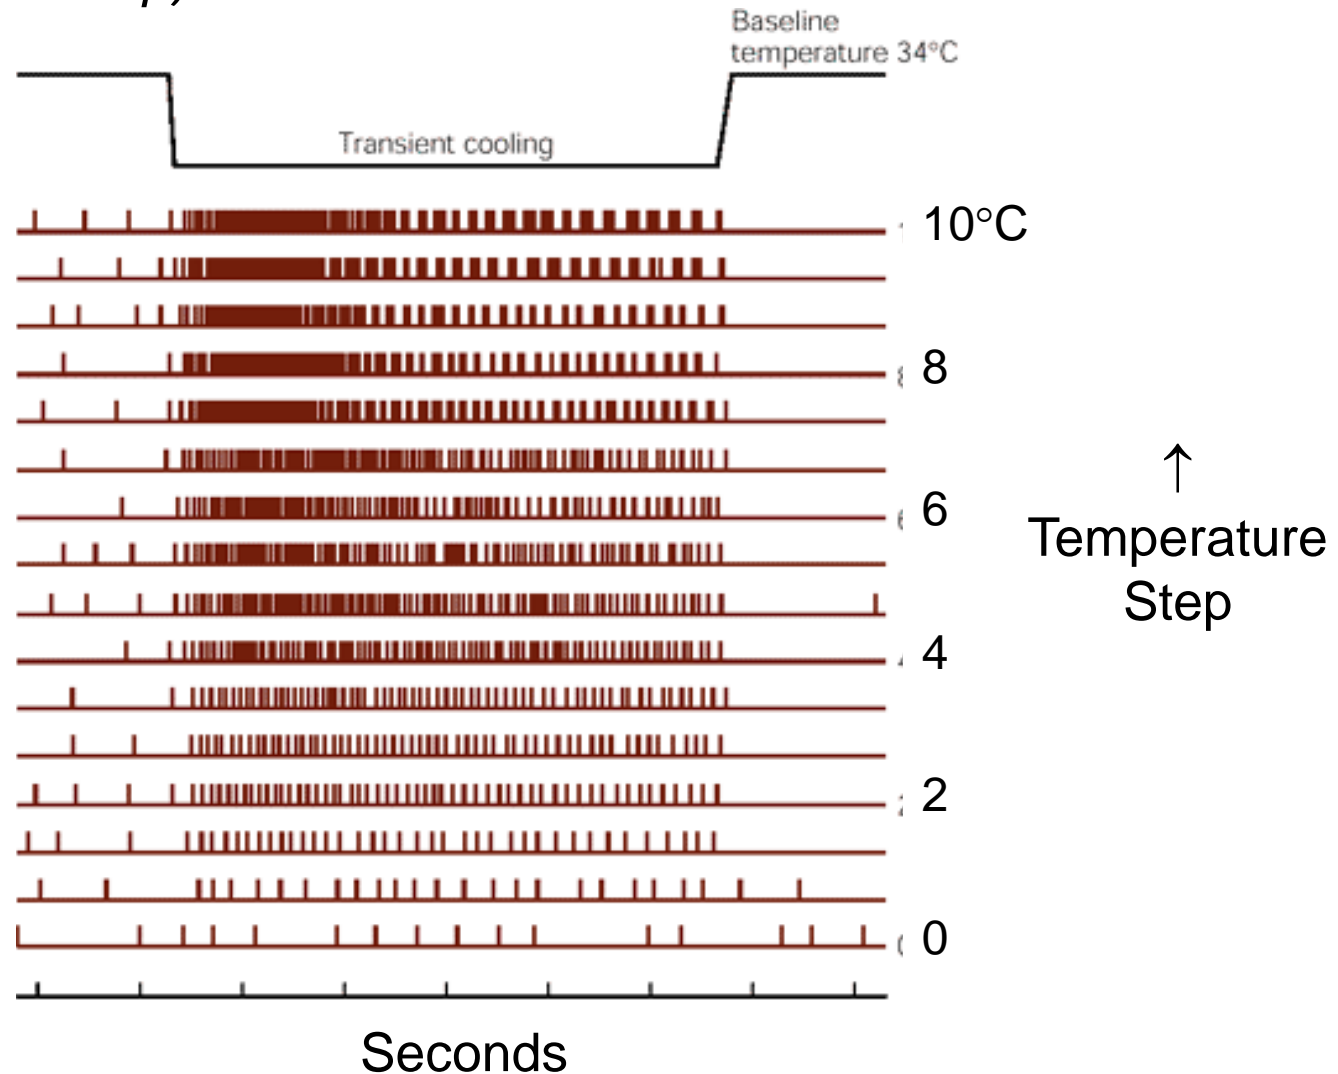 Baseline
temperature 34°C
Transient cooling
10°C
8
6
Temperature
Step
4
2
0
Seconds